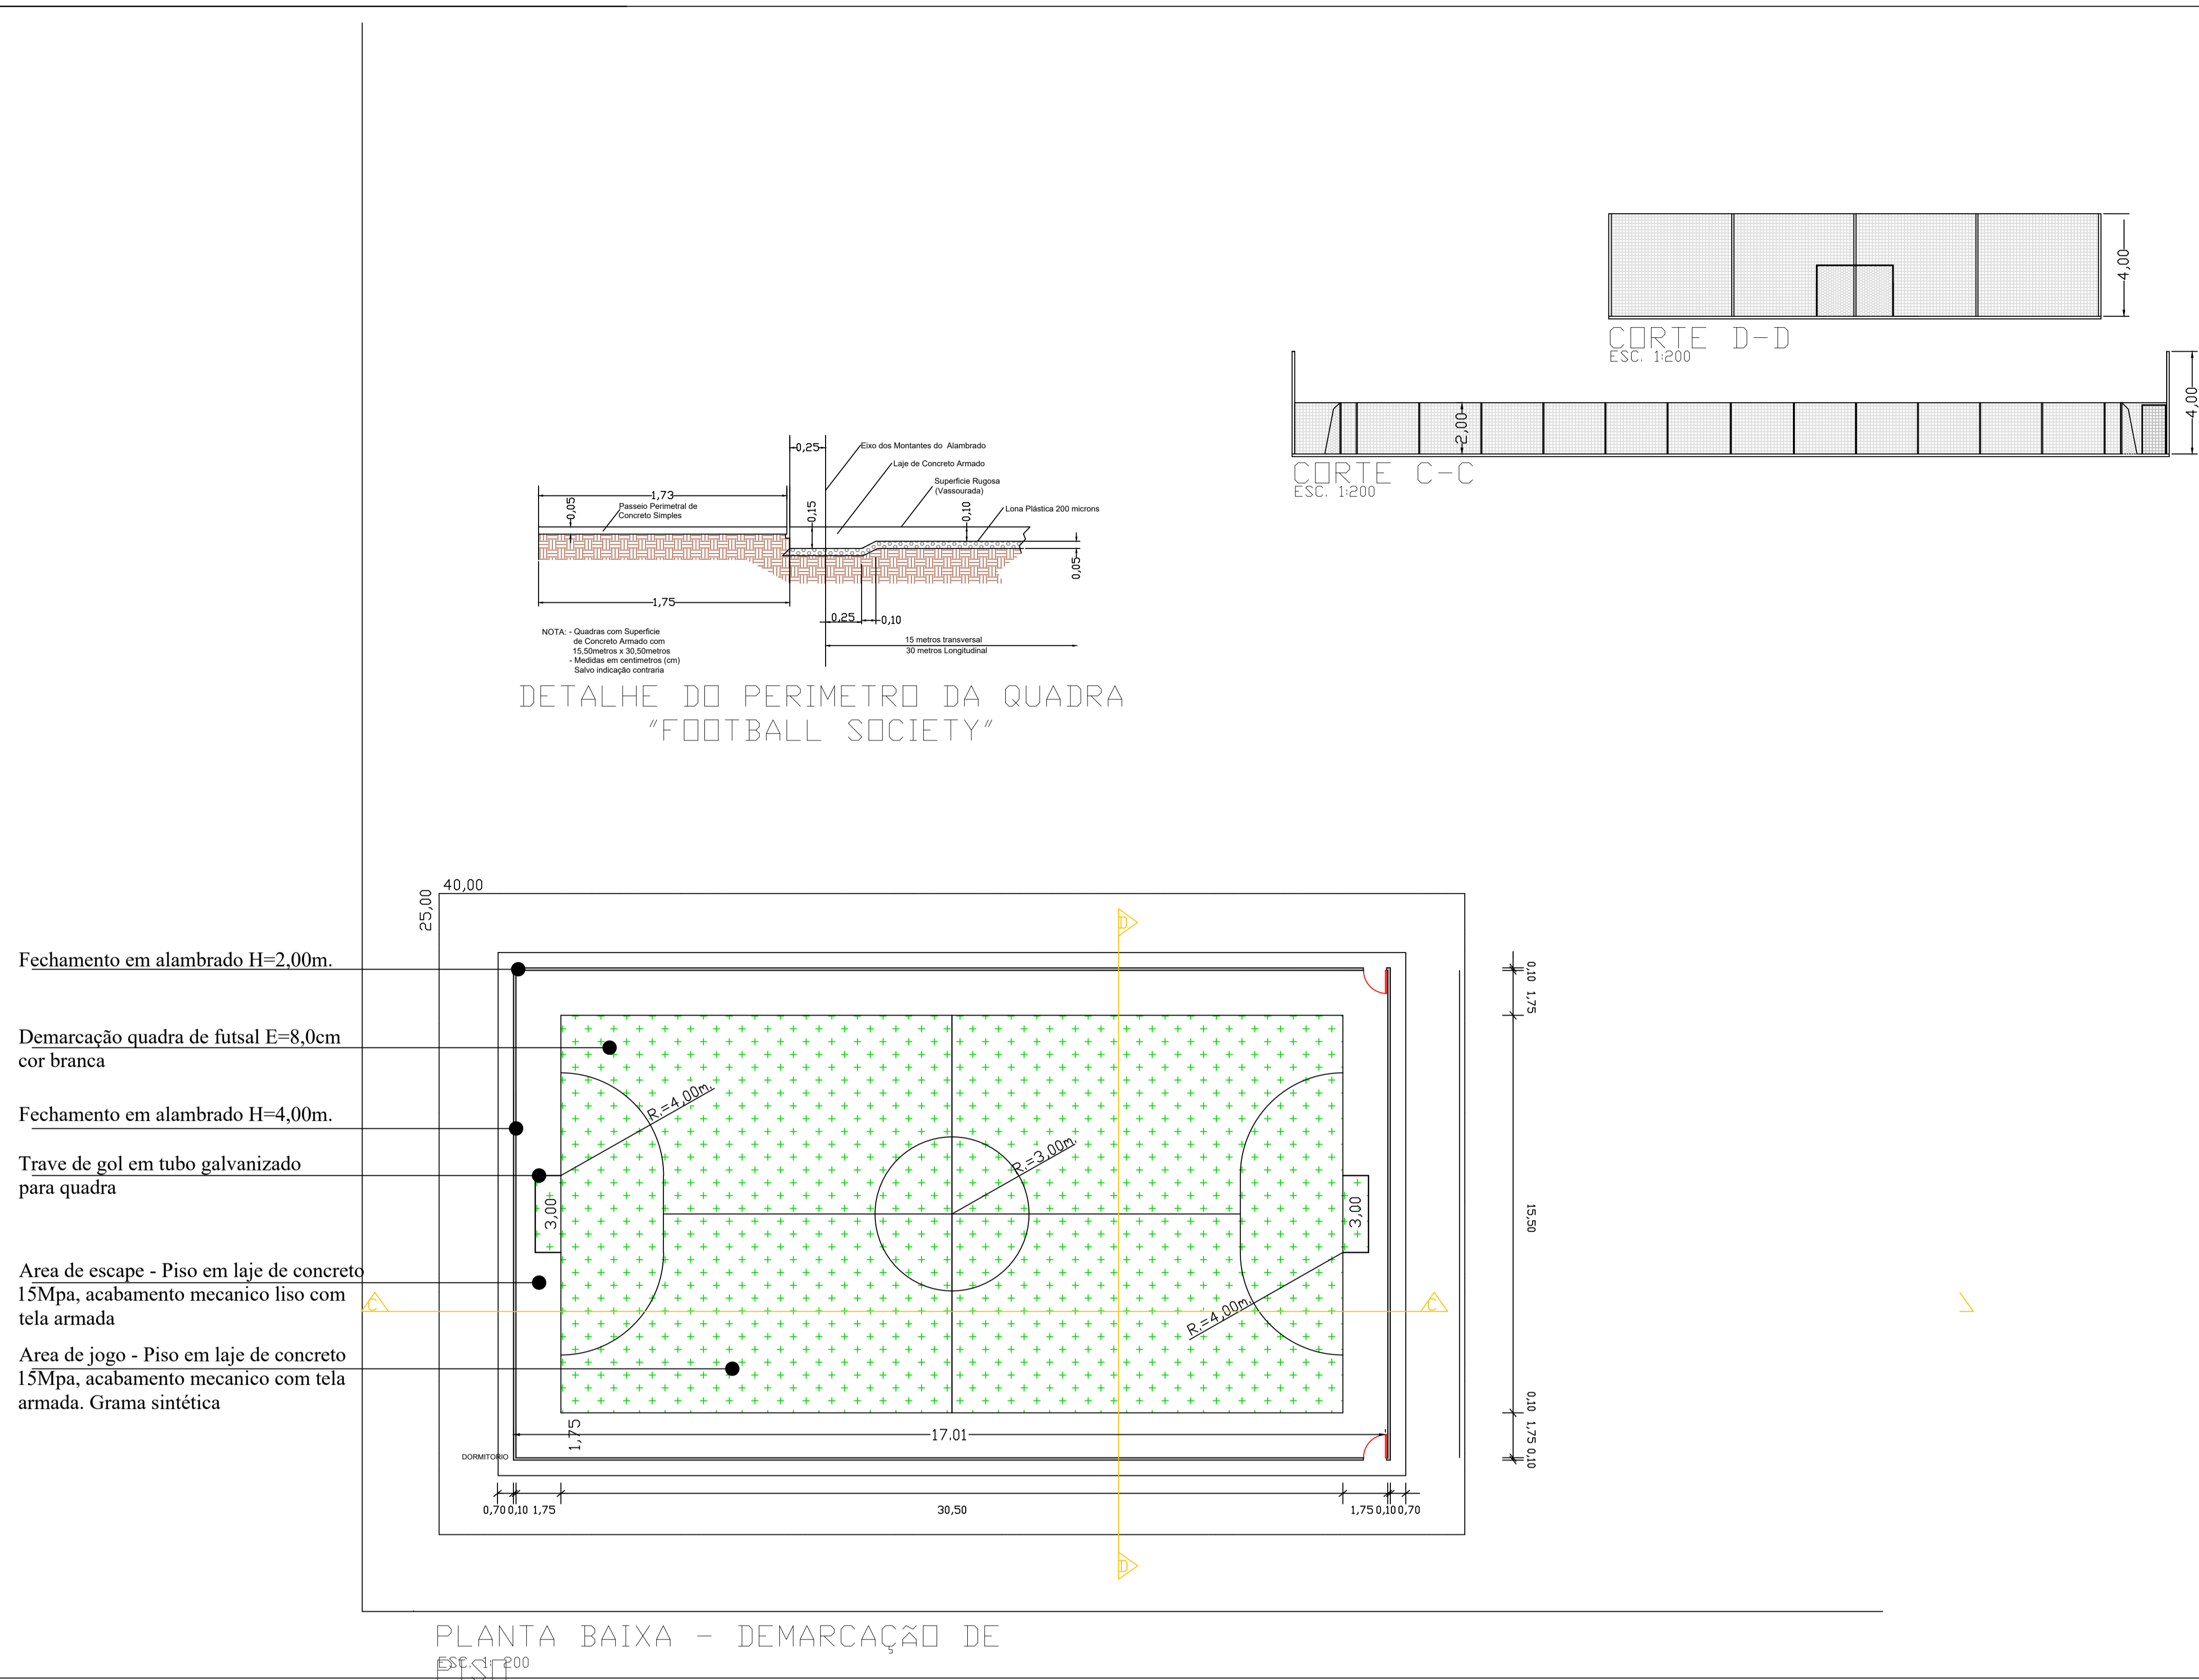 4,00
CORTE D-D
ESC. 1:200
2,00
4,00
CORTE C-C
ESC. 1:200
0,25
Eixo dos Montantes do Alambrado
Laje de Concreto Armado
Superficie Rugosa
(Vassourada)
Lona Plástica 200 microns
1,73
0,05
Passeio Perimetral de
Concreto Simples
0,15
0,10
0,05
1,75
0,25
0,10
15 metros transversal
30 metros Longitudinal
NOTA: - Quadras com Superficie
de Concreto Armado com
15,50metros x 30,50metros
- Medidas em centimetros (cm)
Salvo indicação contraria
DETALHE DO PERIMETRO DA QUADRA
"FOOTBALL SOCIETY"
40,00
25,00
D
Fechamento em alambrado H=2,00m.
Demarcação quadra de futsal E=8,0cm
cor branca
Fechamento em alambrado H=4,00m.
Trave de gol em tubo galvanizado
para quadra
Area de escape - Piso em laje de concreto
15Mpa, acabamento mecanico liso com
tela armada
Area de jogo - Piso em laje de concreto
15Mpa, acabamento mecanico com tela
armada. Grama sintética
R.=4,00m.
R.=3,00m.
R.=4,00m.
3,00
3,00
C
C
0,10
1,75
15,50
0,10
1,75
0,10
1,75
17.01
DORMITORIO
0,70
0,10
1,75
30,50
1,75
0,10
0,70
D
PLANTA BAIXA - DEMARCAÇÃO DE
PISO
ESC. 1: 200